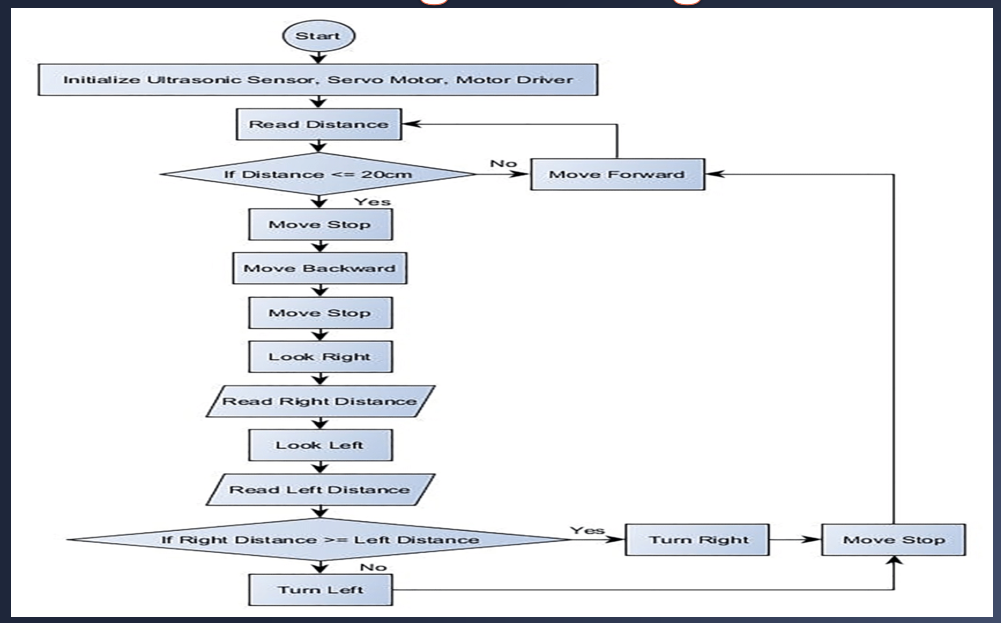 Start
Initialize Ultrasonic Sensor, Servo Motor, Motor Driver
Read Distance
If Distance <= 20cm
No
Move Forward
Yes
Move Stop
Move Backward
Move Stop
Look Right
Read Right Distance
Look Left
Read Left Distance
If Right Distance >= Left Distance
Yes
Turn Right
Move Stop
No
Turn Left